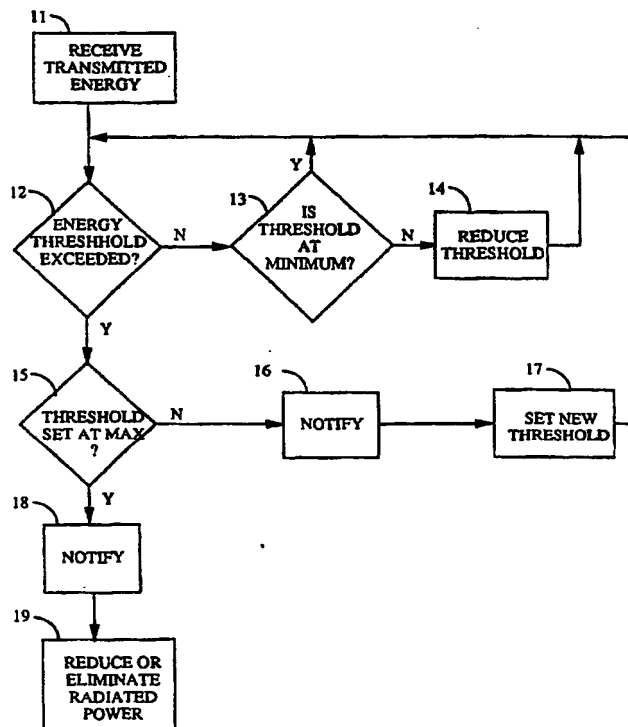 11
RECEIVE
TRANSMITTED
ENERGY
12
ENERGY
THRESHHOLD
EXCEEDED?
N
Y
13
IS
THRESHOLD
AT
MINIMUM?
Y
N
14
REDUCE
THRESHOLD
15
THRESHOLD
SET AT MAX
?
N
Y
16
NOTIFY
17
SET NEW
THRESHOLD
18
NOTIFY
19
REDUCE OR
ELIMINATE
RADIATED
POWER